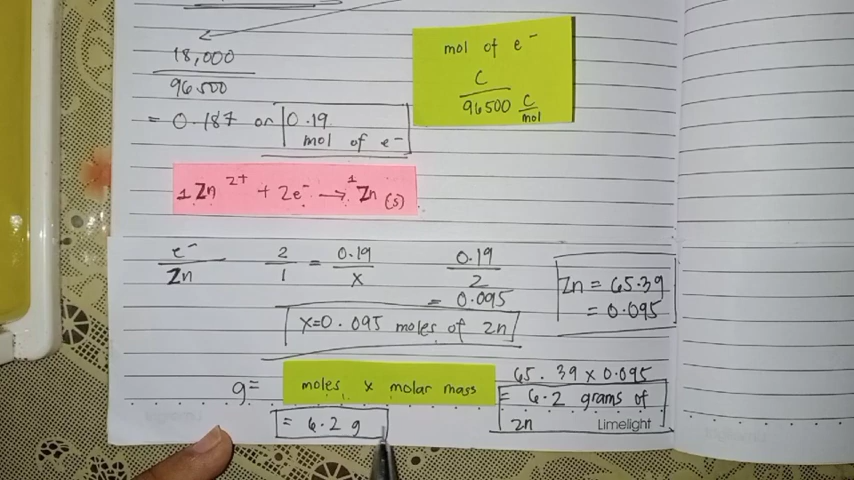 18,000
96500
= 0.187 or 0.19
mol of e⁻
mol of e⁻
C
96500 C
mol
1 Zn ²⁺ + 2e⁻ → 1 Zn (s)
e⁻
Zn
2
1
= 0.19
x
0.19
2
= 0.095
x=0.095 moles of Zn
Zn = 65.39
= 0.095
g=
moles x molar mass
= 6.2 g
65.39 x 0.095
= 6.2 grams of
Zn
Limelight